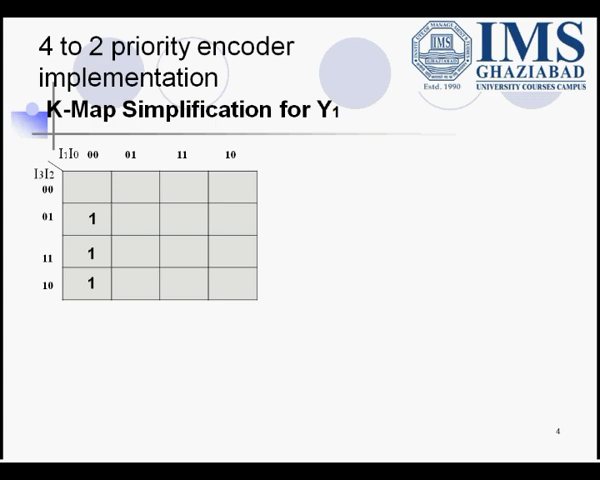 4 to 2 priority encoder
implementation
K-Map Simplification for Y1
IMS
GHAZIABAD
UNIVERSITY COURSES CAMPUS
IMS
Estd. 1990
I1I0 00 01 11 10
I3I2
00
01 1
11 1
10 1
4